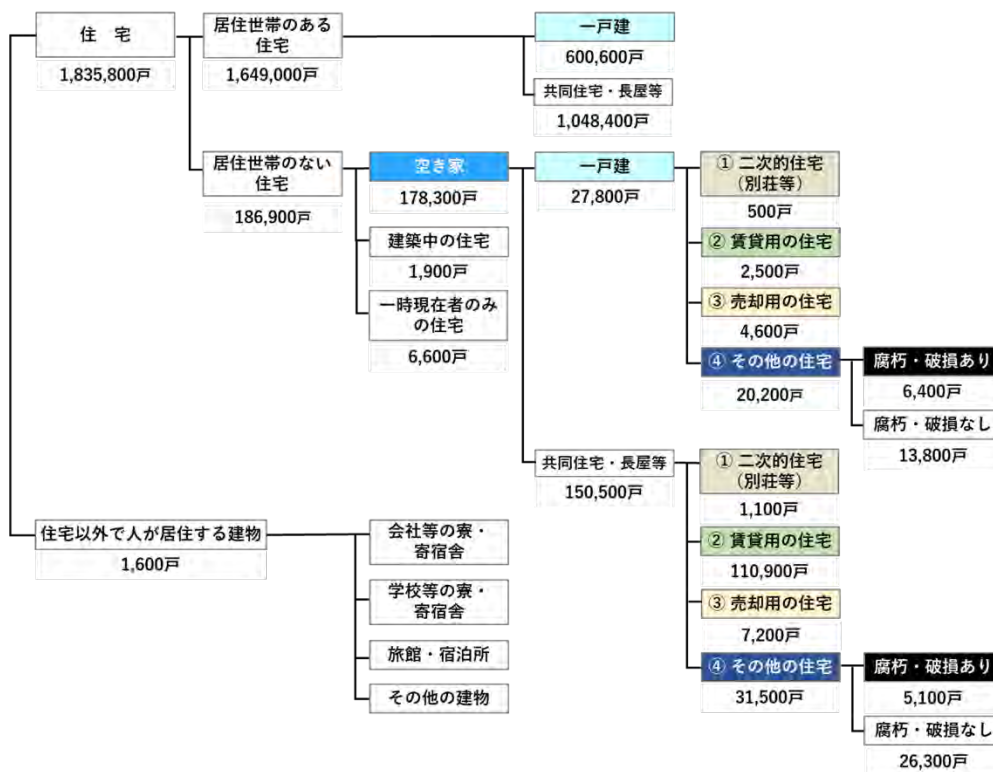 住　宅
1,835,800戸
居住世帯のある
住宅
1,649,000戸
一戸建
600,600戸
共同住宅・長屋等
1,048,400戸
居住世帯のない
住宅
186,900戸
空き家
178,300戸
建築中の住宅
1,900戸
一時現在者のみ
の住宅
6,600戸
一戸建
27,800戸
① 二次的住宅
（別荘等）
500戸
② 賃貸用の住宅
2,500戸
③ 売却用の住宅
4,600戸
④ その他の住宅
20,200戸
腐朽・破損あり
6,400戸
腐朽・破損なし
13,800戸
共同住宅・長屋等
150,500戸
① 二次的住宅
（別荘等）
1,100戸
② 賃貸用の住宅
110,900戸
③ 売却用の住宅
7,200戸
④ その他の住宅
31,500戸
腐朽・破損あり
5,100戸
腐朽・破損なし
26,300戸
住宅以外で人が居住する建物
1,600戸
会社等の寮・
寄宿舎
学校等の寮・
寄宿舎
旅館・宿泊所
その他の建物